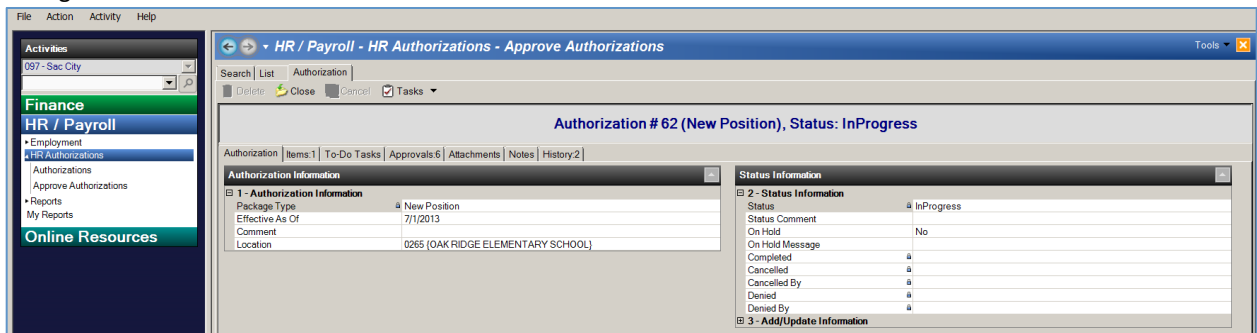 File Action Activity Help
Activities
097 - Sac City
Finance
HR / Payroll
Employment
HR Authorizations
Authorizations
Approve Authorizations
Reports
My Reports
Online Resources
HR / Payroll - HR Authorizations - Approve Authorizations Tools
Search List Authorization
Delete Close Cancel Tasks
Authorization # 62 (New Position), Status: InProgress
Authorization Items:1 To-Do Tasks Approvals:6 Attachments Notes History:2
Authorization Information
1 - Authorization Information
Package Type New Position
Effective As Of 7/1/2013
Comment
Location 0265 {OAK RIDGE ELEMENTARY SCHOOL}
Status Information
2 - Status Information
Status InProgress
Status Comment
On Hold No
On Hold Message
Completed
Cancelled
Cancelled By
Denied
Denied By
3 - Add/Update Information